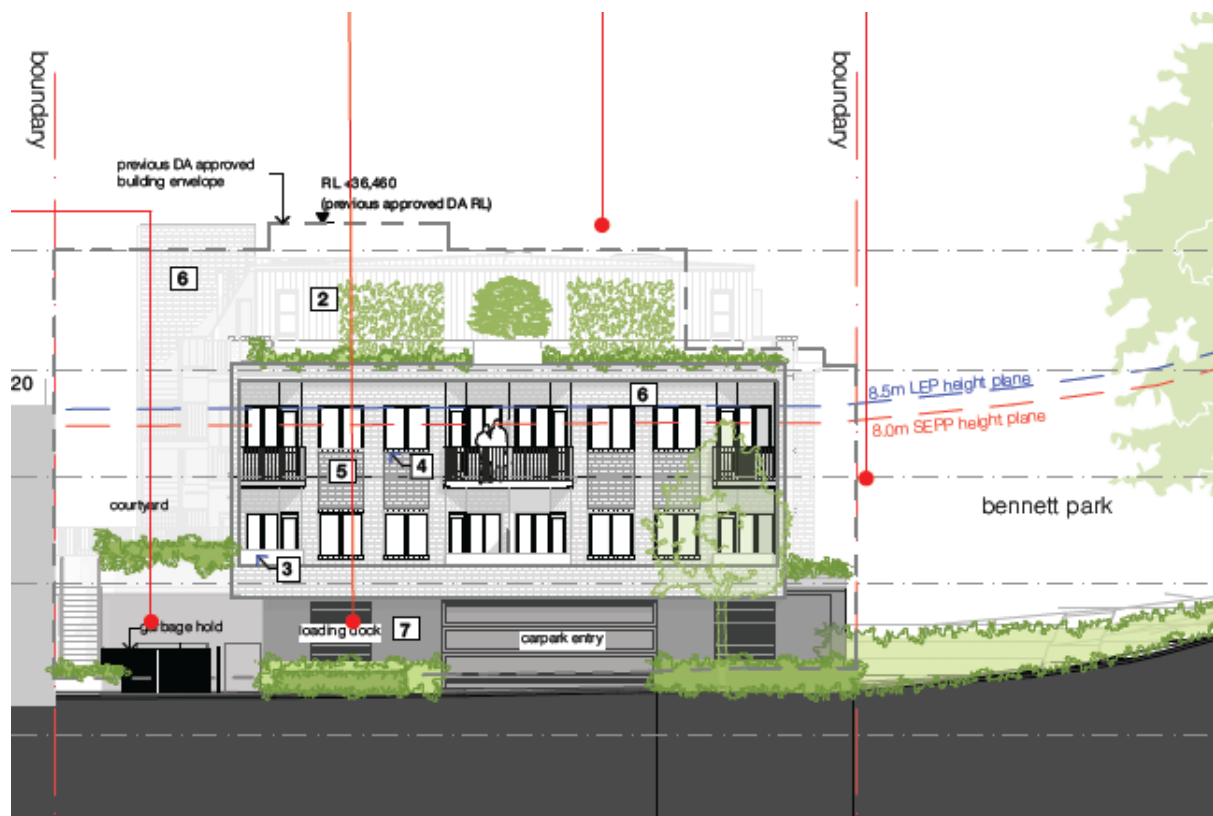 boundary
boundary
previous DA approved
building envelope
RL +36,460
(previous approved DA RL)
6
2
20
8.5m LEP height plane
6
8.0m SEPP height plane
5
4
courtyard
bennett park
3
garbage hold
loading dock
7
carpark entry